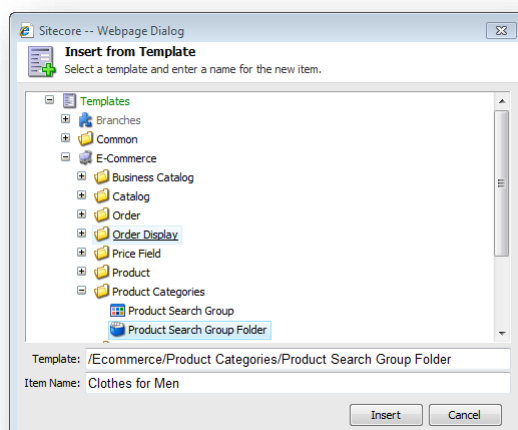 Sitecore -- Webpage Dialog
Insert from Template
Select a template and enter a name for the new item.
Templates
Branches
Common
E-Commerce
Business Catalog
Catalog
Order
Order Display
Price Field
Product
Product Categories
Product Search Group
Product Search Group Folder
Template: /Ecommerce/Product Categories/Product Search Group Folder
Item Name: Clothes for Men
Insert Cancel